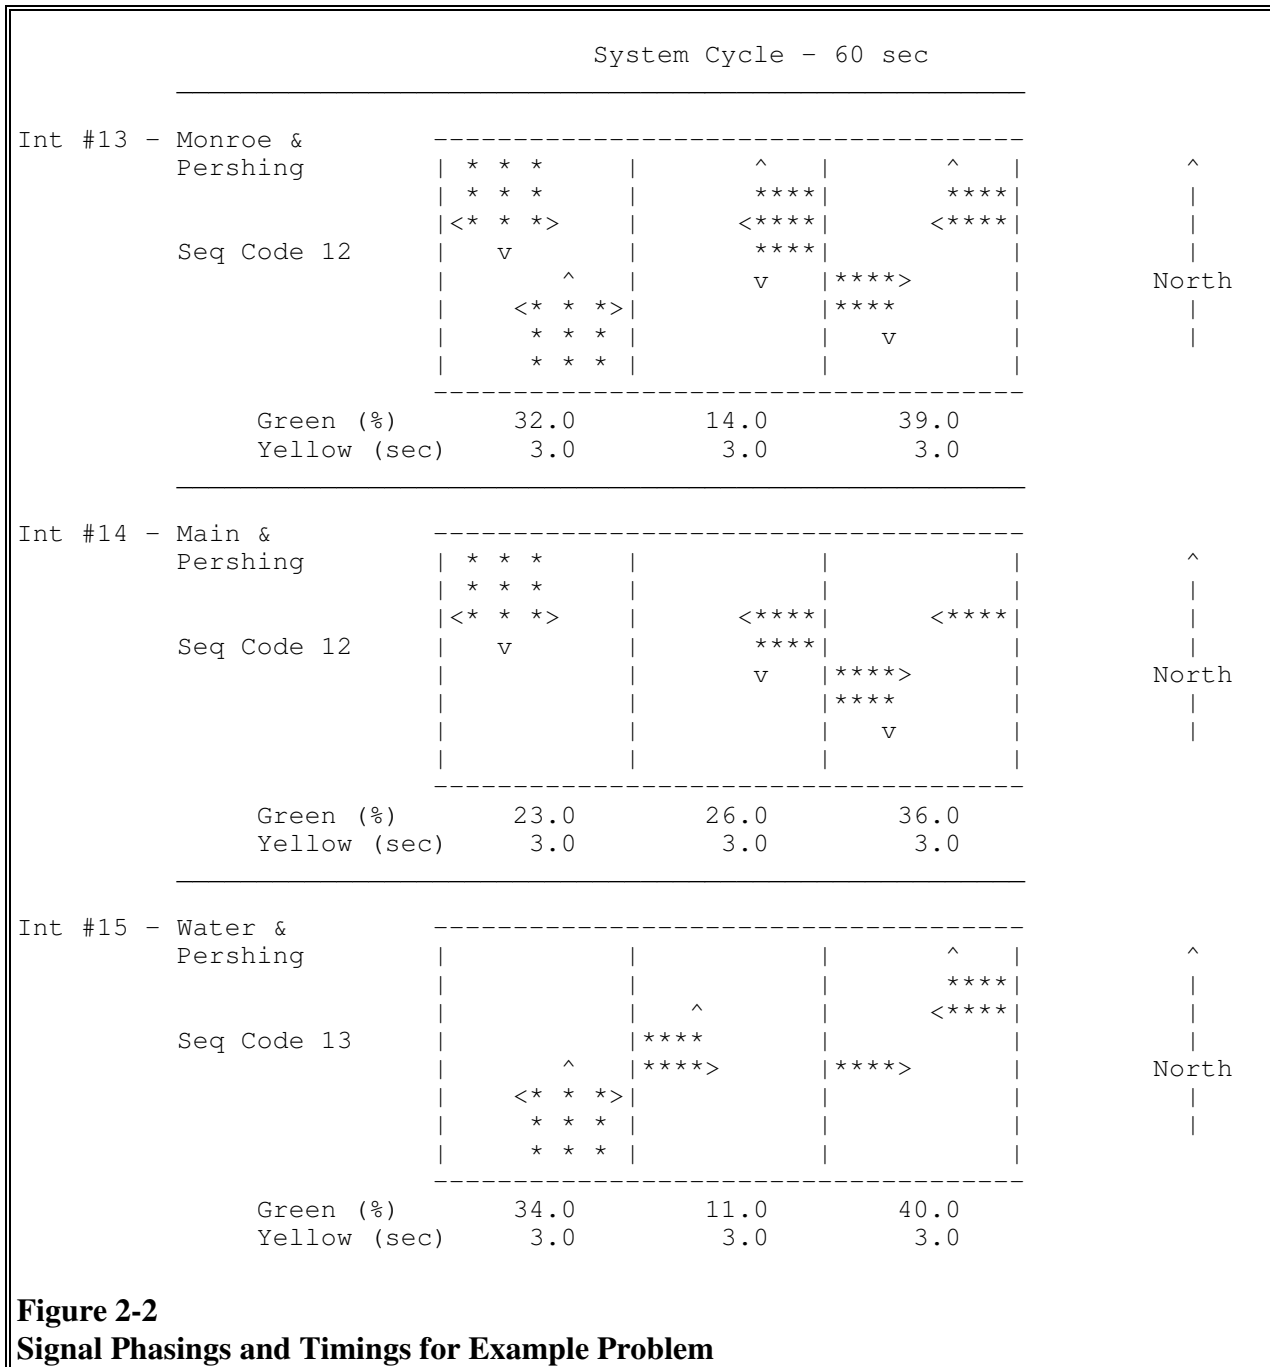 System Cycle - 60 sec
Int #13 - Monroe & -------------------------------------
Pershing | * * * | ^ | ^ | ^
| * * * | ****| ****| |
|<* * *> | <****| <****| |
Seq Code 12 | v | ****| | |
| ^ | v |****> | North
| <* * *>| |**** | |
| * * * | | v | |
| * * * | | |
-------------------------------------
Green (%) 32.0 14.0 39.0
Yellow (sec) 3.0 3.0 3.0
Int #14 - Main & -------------------------------------
Pershing | * * * | | | ^
| * * * | | | |
|<* * *> | <****| <****| |
Seq Code 12 | v | ****| | |
| | v |****> | North
| | |**** | |
| | | v | |
| | | |
-------------------------------------
Green (%) 23.0 26.0 36.0
Yellow (sec) 3.0 3.0 3.0
Int #15 - Water & -------------------------------------
Pershing | | | ^ | ^
| | | ****| |
| | ^ | <****| |
Seq Code 13 | |**** | | |
| ^ |****> |****> | North
| <* * *>| | | |
| * * * | | | |
| * * * | | |
-------------------------------------
Green (%) 34.0 11.0 40.0
Yellow (sec) 3.0 3.0 3.0
Figure 2-2
Signal Phasings and Timings for Example Problem